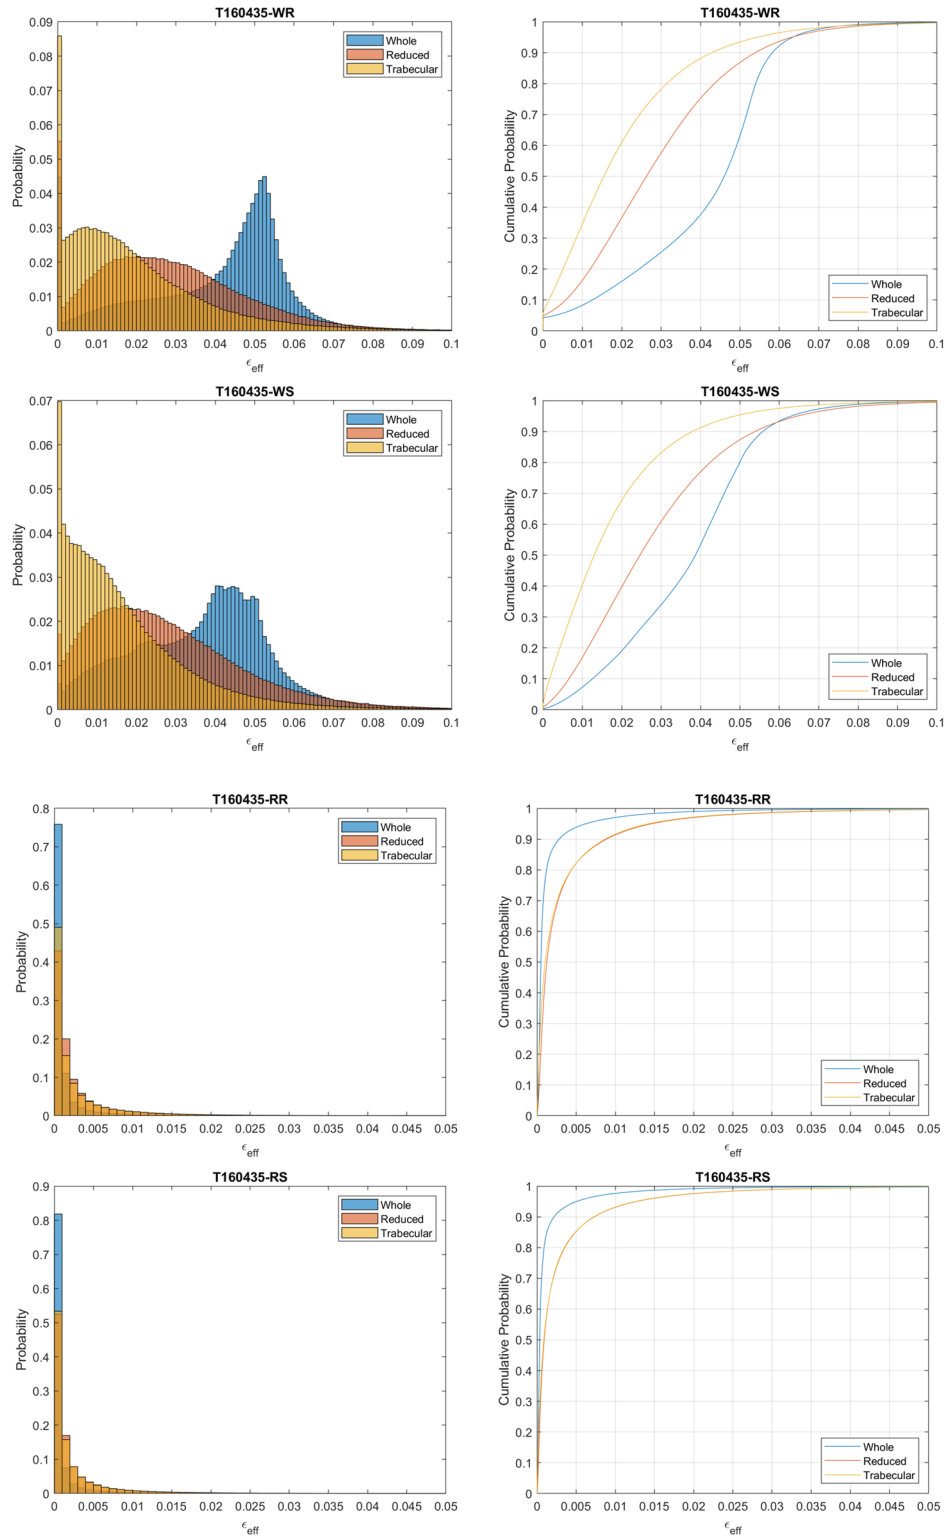 T160435-WR
Probability
0.09
0.08
0.07
0.06
0.05
0.04
0.03
0.02
0.01
0
Whole
Reduced
Trabecular
0 0.01 0.02 0.03 0.04 0.05 0.06 0.07 0.08 0.09 0.1
ϵeff
T160435-WR
Cumulative Probability
1
0.9
0.8
0.7
0.6
0.5
0.4
0.3
0.2
0.1
0
Whole
Reduced
Trabecular
0 0.01 0.02 0.03 0.04 0.05 0.06 0.07 0.08 0.09 0.1
ϵeff
T160435-WS
Probability
0.07
0.06
0.05
0.04
0.03
0.02
0.01
0
Whole
Reduced
Trabecular
0 0.01 0.02 0.03 0.04 0.05 0.06 0.07 0.08 0.09 0.1
ϵeff
T160435-WS
Cumulative Probability
1
0.9
0.8
0.7
0.6
0.5
0.4
0.3
0.2
0.1
0
Whole
Reduced
Trabecular
0 0.01 0.02 0.03 0.04 0.05 0.06 0.07 0.08 0.09 0.1
ϵeff
T160435-RR
Probability
0.8
0.7
0.6
0.5
0.4
0.3
0.2
0.1
0
Whole
Reduced
Trabecular
0 0.005 0.01 0.015 0.02 0.025 0.03 0.035 0.04 0.045 0.05
ϵeff
T160435-RR
Cumulative Probability
1
0.9
0.8
0.7
0.6
0.5
0.4
0.3
0.2
0.1
0
Whole
Reduced
Trabecular
0 0.005 0.01 0.015 0.02 0.025 0.03 0.035 0.04 0.045 0.05
ϵeff
T160435-RS
Probability
0.9
0.8
0.7
0.6
0.5
0.4
0.3
0.2
0.1
0
Whole
Reduced
Trabecular
0 0.005 0.01 0.015 0.02 0.025 0.03 0.035 0.04 0.045 0.05
ϵeff
T160435-RS
Cumulative Probability
1
0.9
0.8
0.7
0.6
0.5
0.4
0.3
0.2
0.1
0
Whole
Reduced
Trabecular
0 0.005 0.01 0.015 0.02 0.025 0.03 0.035 0.04 0.045 0.05
ϵeff